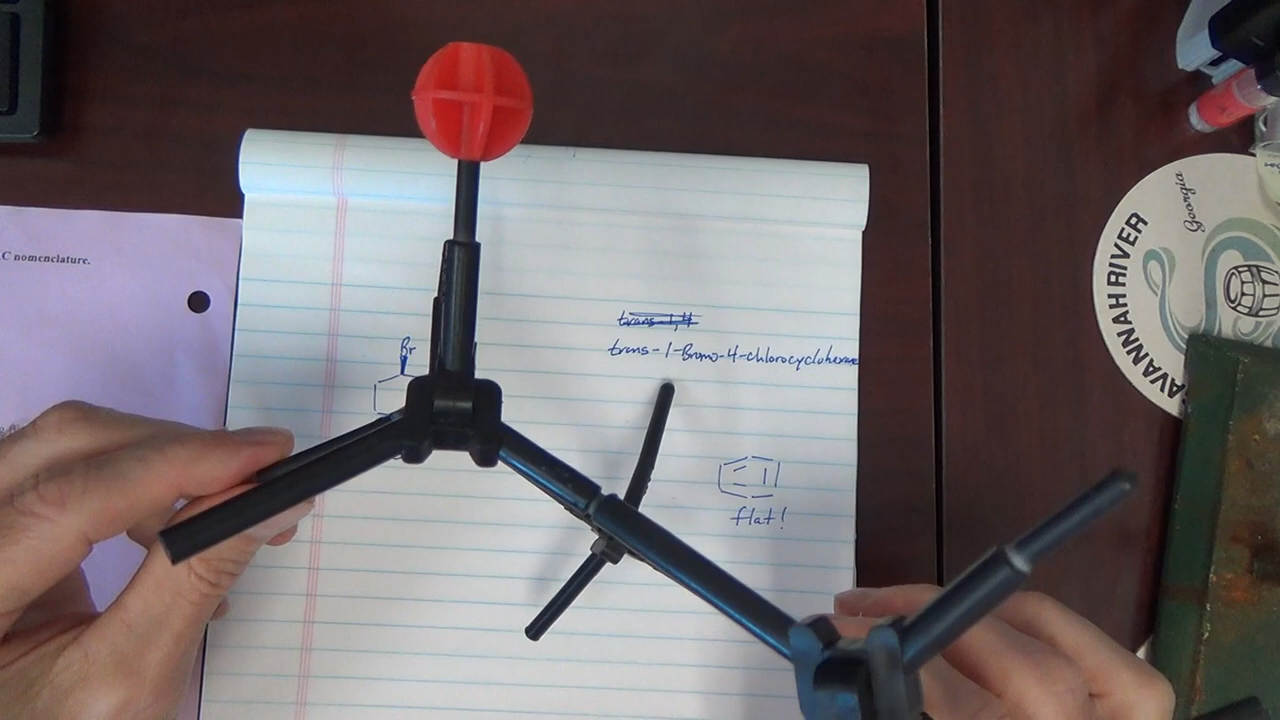 C nomenclature.
Br
trans-1,4
trans-1-Bromo-4-chlorocyclohexane
flat!
SAVANNAH RIVER
Georgia